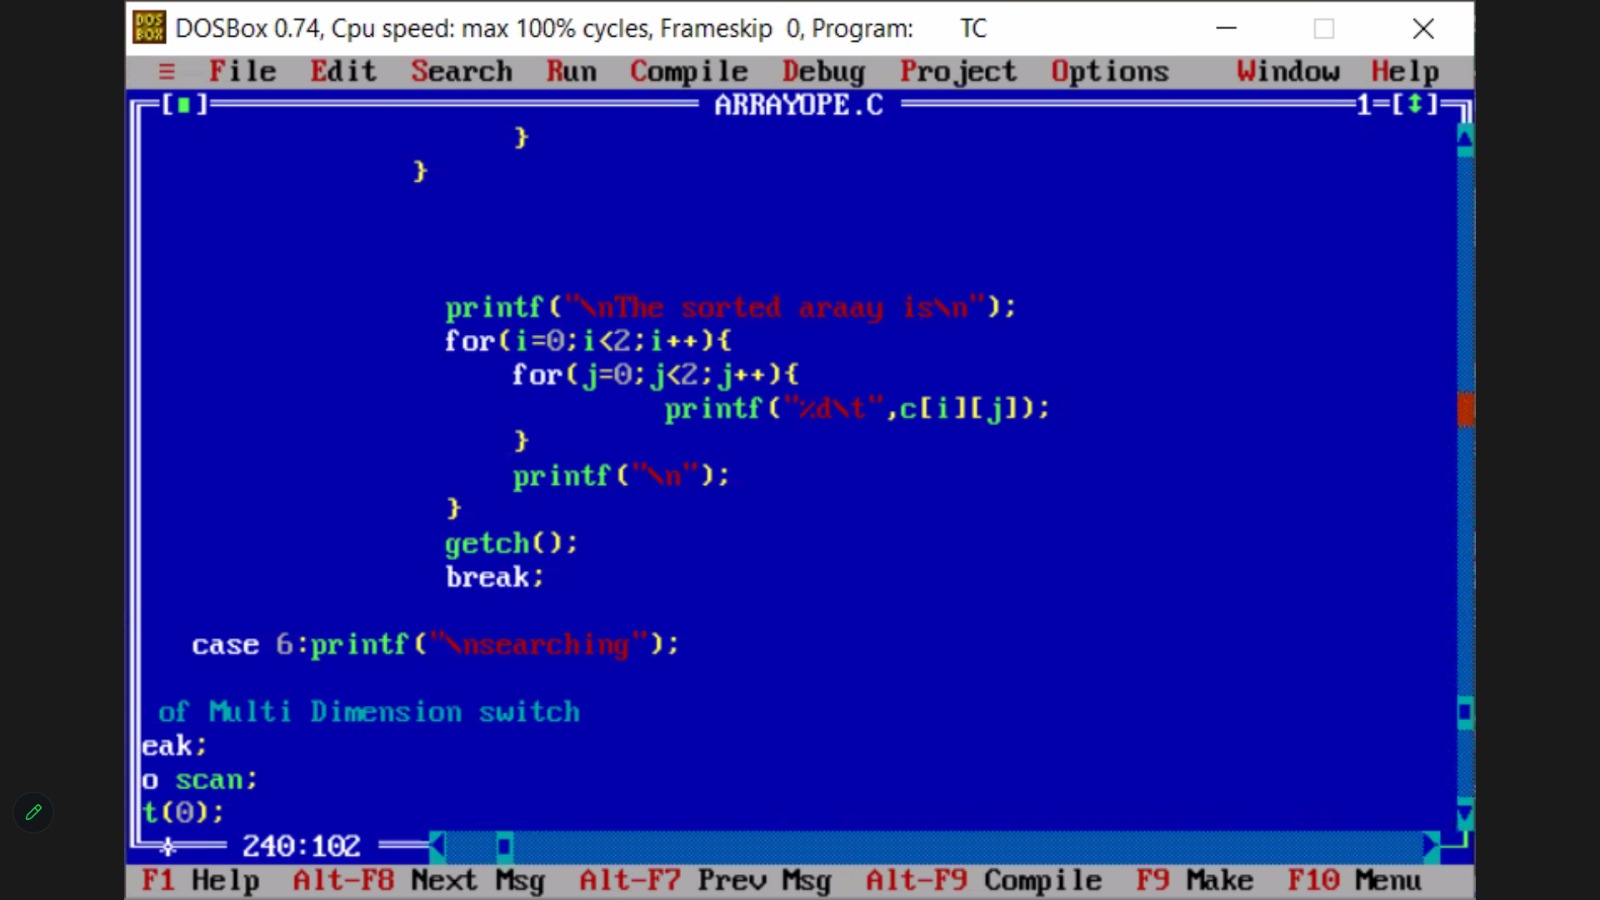 DOSBox 0.74, Cpu speed: max 100% cycles, Frameskip 0, Program: TC
≡ File Edit Search Run Compile Debug Project Options Window Help
[■] ARRAYOPE.C 1=[↕]
}
}
printf("\nThe sorted araay is\n");
for(i=0;i<2;i++){
for(j=0;j<2;j++){
printf("%d\t",c[i][j]);
}
printf("\n");
}
getch();
break;
case 6:printf("\nsearching");
of Multi Dimension switch
eak;
o scan;
t(0);
240:102
F1 Help Alt-F8 Next Msg Alt-F7 Prev Msg Alt-F9 Compile F9 Make F10 Menu